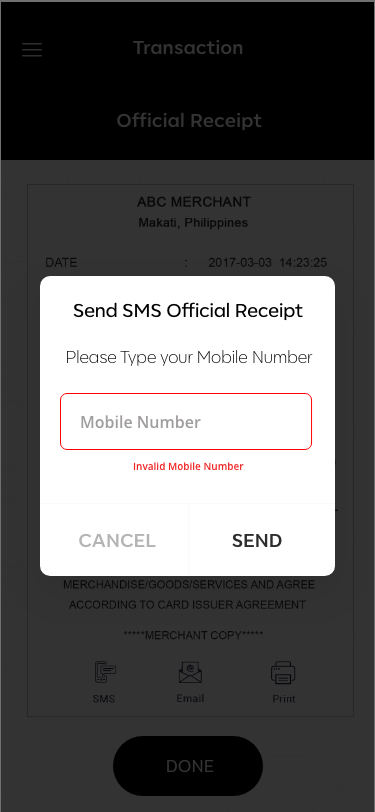 Transaction
Official Receipt
ABC MERCHANT
Makati, Philippines
DATE : 2017-03-03 14:23:25
Send SMS Official Receipt
Please Type your Mobile Number
Mobile Number
Invalid Mobile Number
CANCEL SEND
MERCHANDISE/GOODS/SERVICES AND AGREE
ACCORDING TO CARD ISSUER AGREEMENT
*****MERCHANT COPY*****
SMS Email Print
DONE